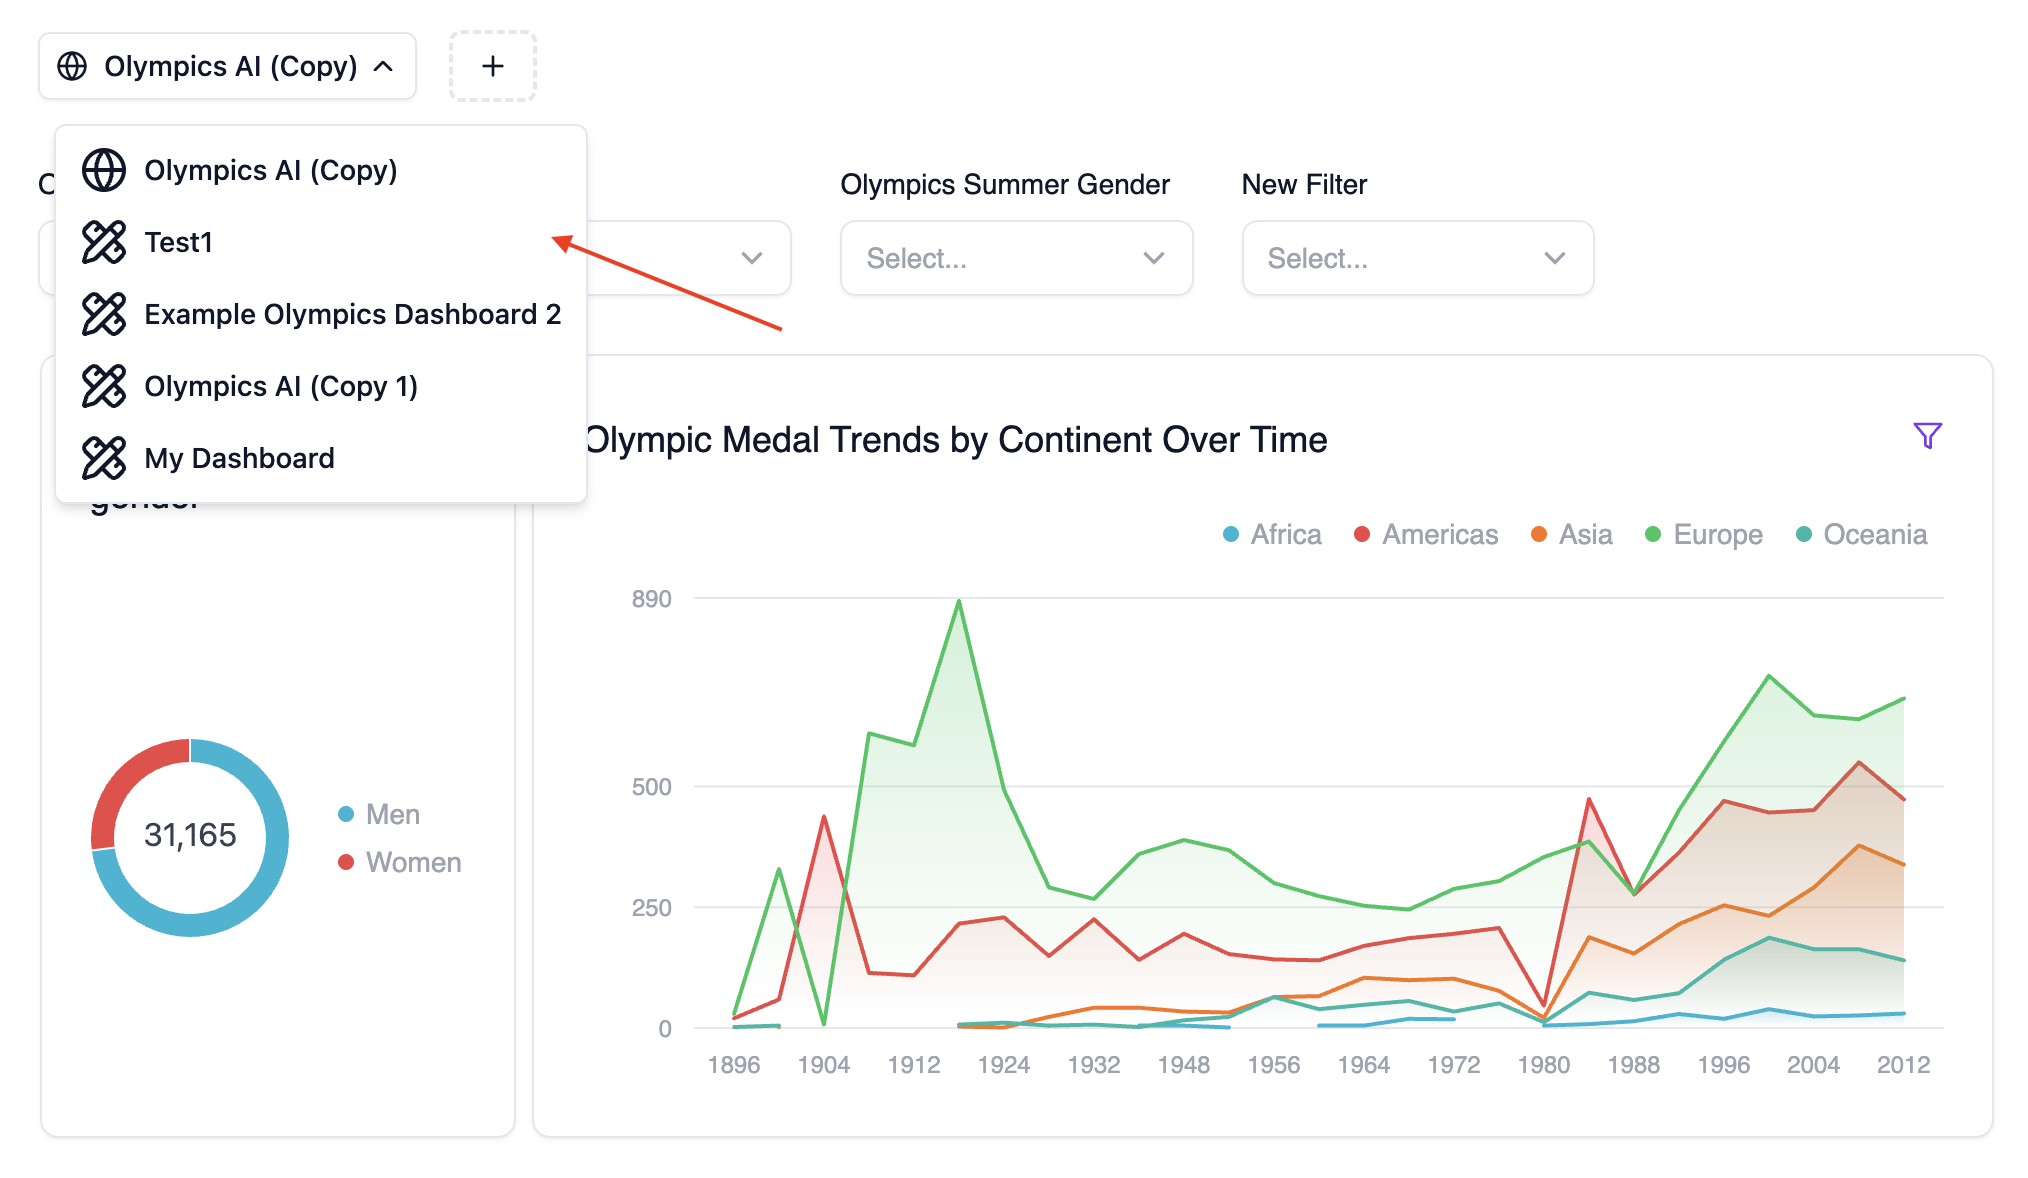 Olympics AI (Copy)
Olympics AI (Copy)
Test1
Example Olympics Dashboard 2
Olympics AI (Copy 1)
My Dashboard
Olympics Summer Gender
New Filter
Select...
Select...
gender
31,165
Men
Women
Olympic Medal Trends by Continent Over Time
Africa Americas Asia Europe Oceania
890
500
250
0
1896 1904 1912 1924 1932 1948 1956 1964 1972 1980 1988 1996 2004 2012